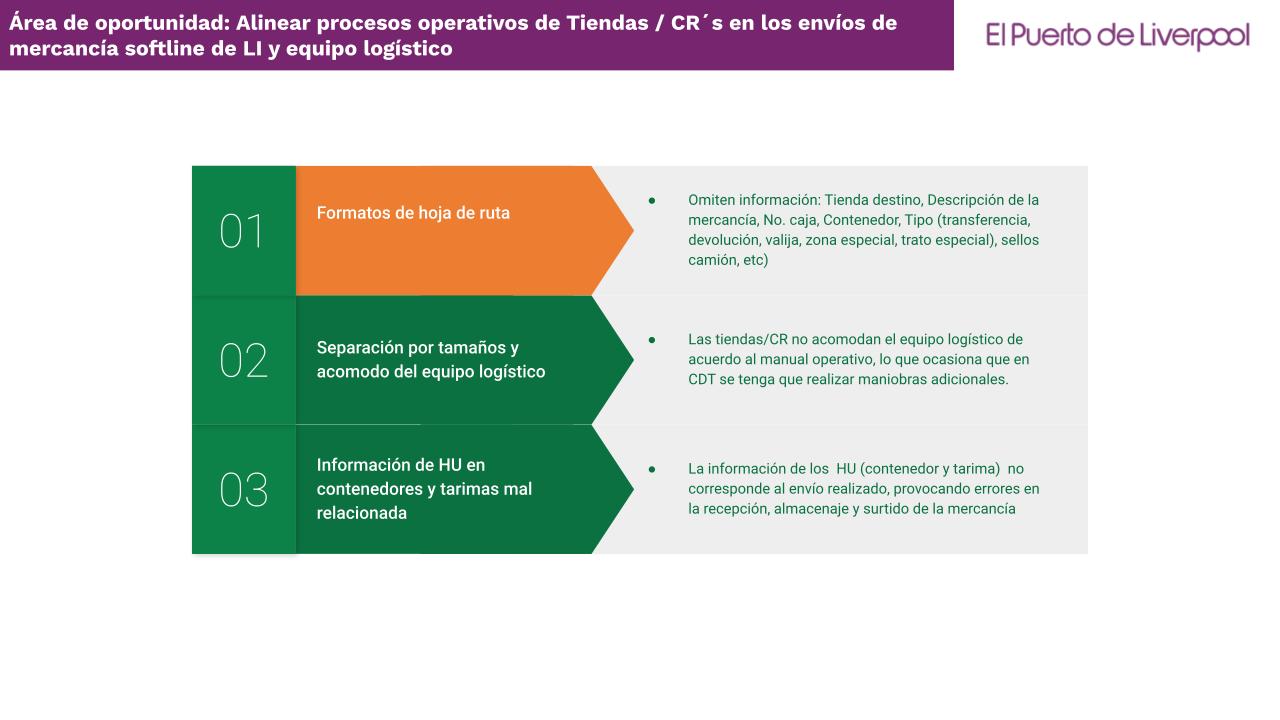 Área de oportunidad: Alinear procesos operativos de Tiendas / CR´s en los envíos de
mercancía softline de LI y equipo logístico
El Puerto de Liverpool
01
Formatos de hoja de ruta
● Omiten información: Tienda destino, Descripción de la
mercancía, No. caja, Contenedor, Tipo (transferencia,
devolución, valija, zona especial, trato especial), sellos
camión, etc)
02
Separación por tamaños y
acomodo del equipo logístico
● Las tiendas/CR no acomodan el equipo logístico de
acuerdo al manual operativo, lo que ocasiona que en
CDT se tenga que realizar maniobras adicionales.
03
Información de HU en
contenedores y tarimas mal
relacionada
● La información de los  HU (contenedor y tarima)  no
corresponde al envío realizado, provocando errores en
la recepción, almacenaje y surtido de la mercancía